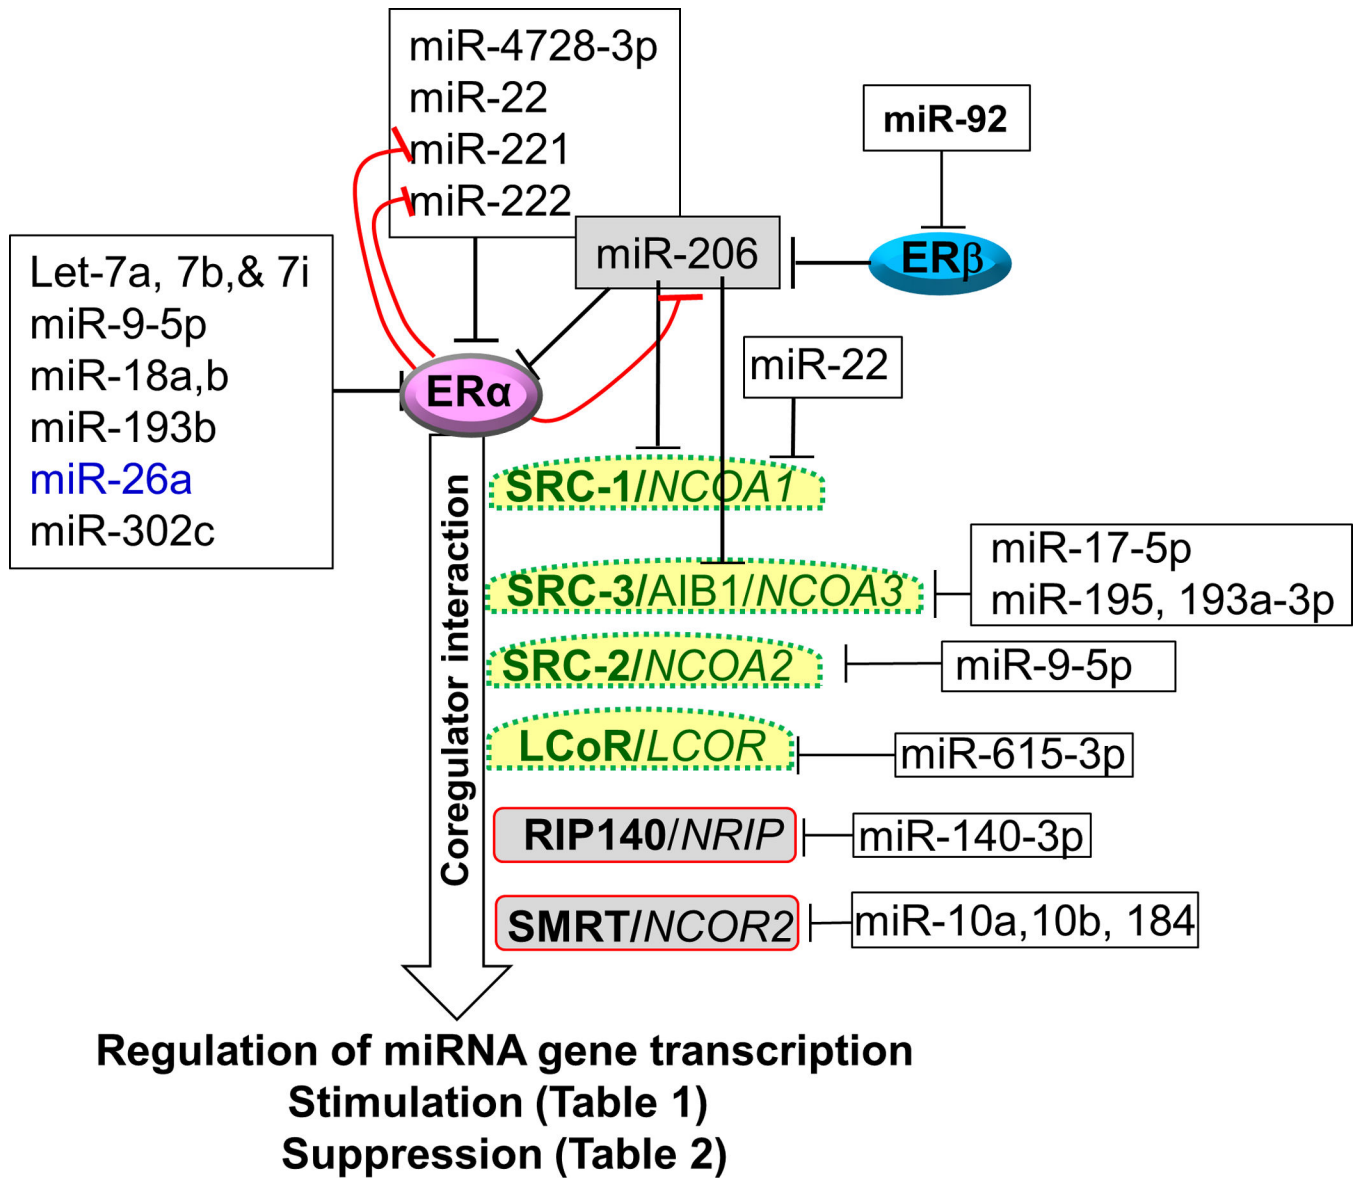 miR-4728-3p
miR-22
miR-221
miR-222
miR-92
miR-206
ERβ
Let-7a, 7b,& 7i
miR-9-5p
miR-18a,b
miR-193b
miR-26a
miR-302c
ERα
miR-22
Coregulator interaction
SRC-1/NCOA1
SRC-3/AIB1/NCOA3
miR-17-5p
miR-195, 193a-3p
SRC-2/NCOA2
miR-9-5p
LCoR/LCOR
miR-615-3p
RIP140/NRIP
miR-140-3p
SMRT/NCOR2
miR-10a,10b, 184
Regulation of miRNA gene transcription
Stimulation (Table 1)
Suppression (Table 2)